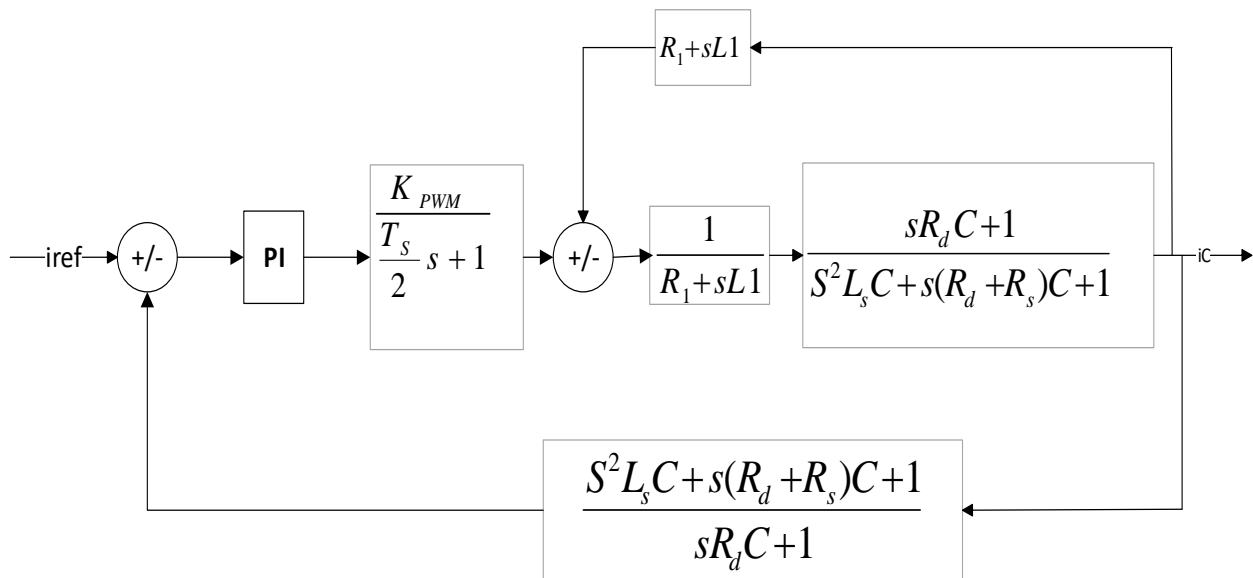 R₁+sL1
K PWM
T_S
2
s+1
sR_dC+1
1
S²L_sC+s(R_d+R_s)C+1
iref
+/-
PI
+/-
R₁+sL1
iC
S²L_sC+s(R_d+R_s)C+1
sR_dC+1